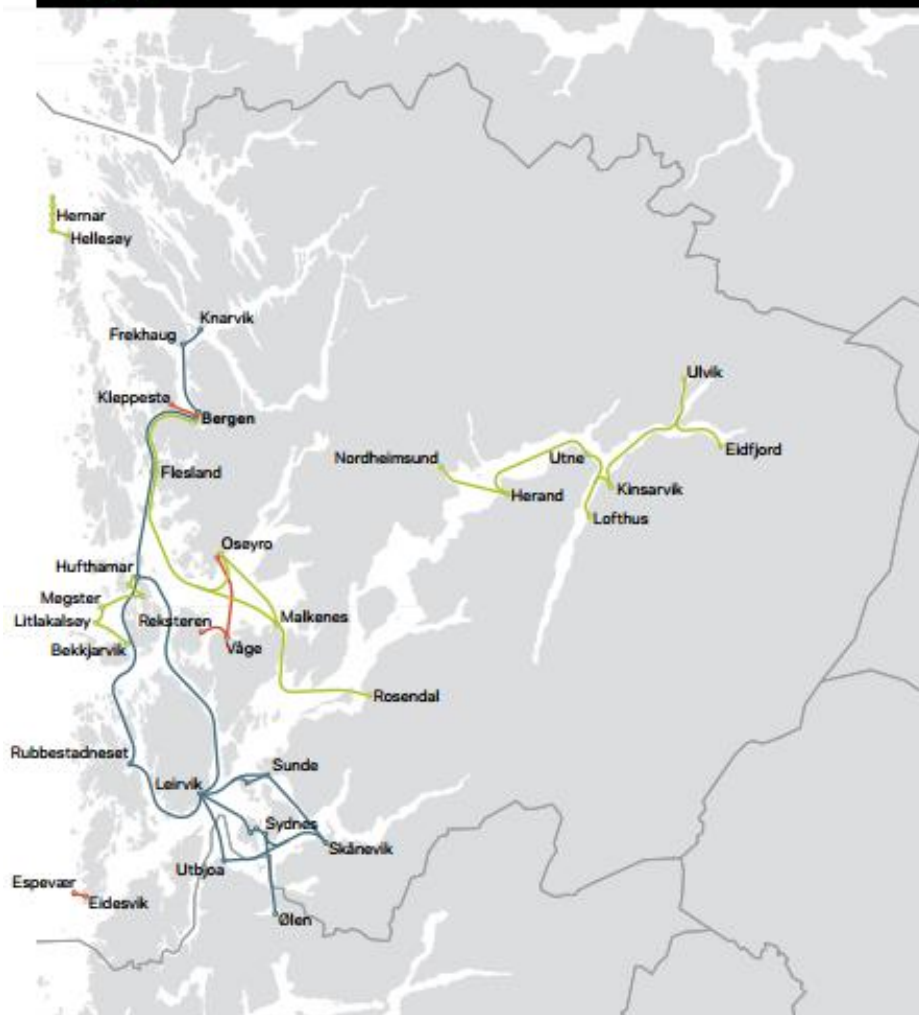 Hernar
Hellesøy
Knarvik
Frekhaug
Kleppestø
Bergen
Ulvik
Eidfjord
Nordheimsund
Utne
Flesland
Herand
Kinsarvik
Lofthus
Osøyro
Hufthamar
Møgster
Litlakalsøy
Reksteren
Malkenes
Bekkjarvik
Våge
Rosendal
Rubbestadneset
Sunde
Leirvik
Sydnes
Skånevik
Utbjoa
Espevær
Eidesvik
Ølen